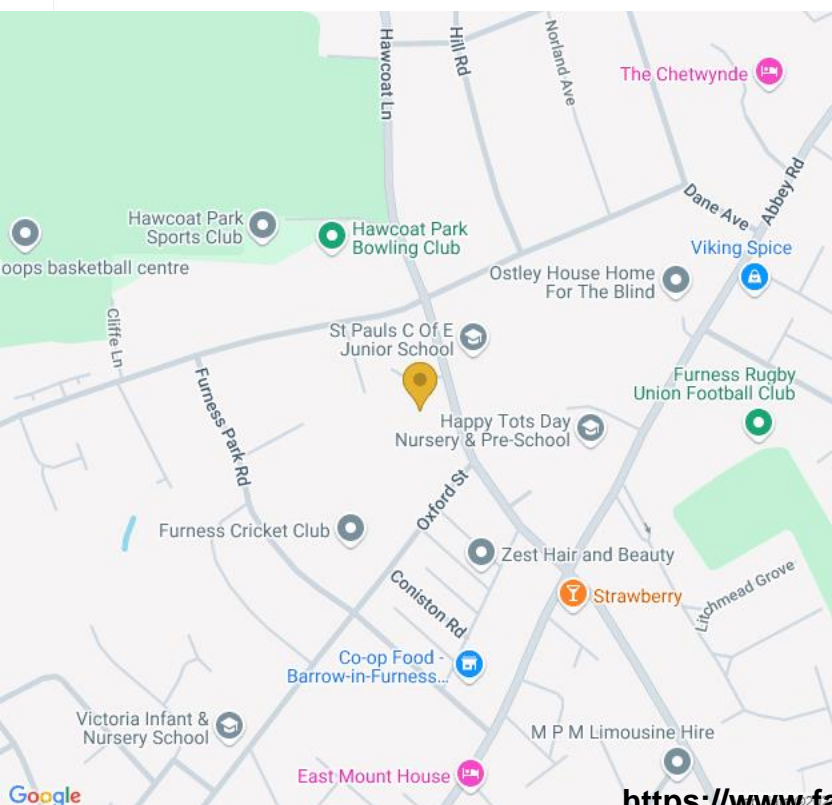 Hawcoat Ln
Hill Rd
Norland Ave
The Chetwynde
Abbey Rd
Dane Ave
Hawcoat Park
Sports Club
Hawcoat Park
Bowling Club
Viking Spice
oops basketball centre
Ostley House Home
For The Blind
Cliffe Ln
St Pauls C Of E
Junior School
Furness Rugby
Union Football Club
Furness Park Rd
Happy Tots Day
Nursery & Pre-School
Oxford St
Furness Cricket Club
Zest Hair and Beauty
Coniston Rd
Strawberry
Litchmead Grove
Co-op Food -
Barrow-in-Furness...
Victoria Infant &
Nursery School
M P M Limousine Hire
East Mount House
Google
https://www.fa